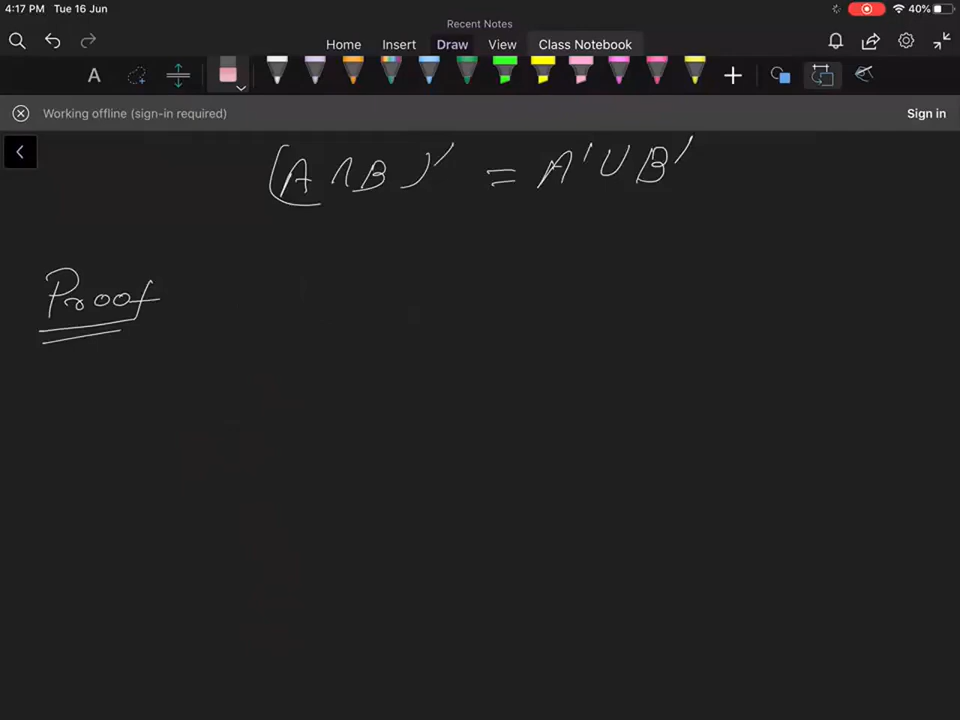 4:17 PM Tue 16 Jun 40%
Recent Notes
Home Insert Draw View Class Notebook
A
Working offline (sign-in required) Sign in
(A ∩ B)' = A' ∪ B'
Proof